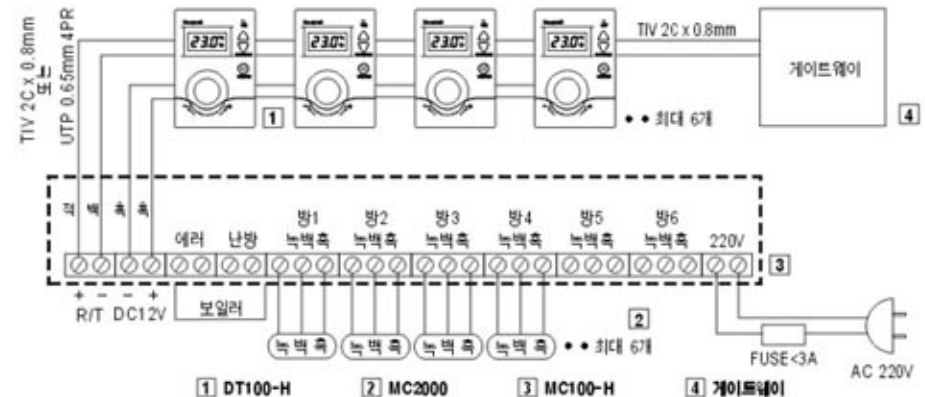 TIV 2C x 0.8mm
또는
UTP 0.65mm 4PR
23.0
23.0
23.0
23.0
TIV 2C x 0.8mm
게이트웨이
1
• • 최대 6개
4
적 백 흑 흑
에러 난방
방1 방2 방3 방4 방5 방6
녹백흑 녹백흑 녹백흑 녹백흑 녹백흑 녹백흑
220V
3
+ − − +
R/T DC12V
보일러
녹 백 흑 녹 백 흑 녹 백 흑 녹 백 흑
2
• • 최대 6개
FUSE<3A
AC 220V
1 DT100-H 2 MC2000 3 MC100-H 4 게이트웨이